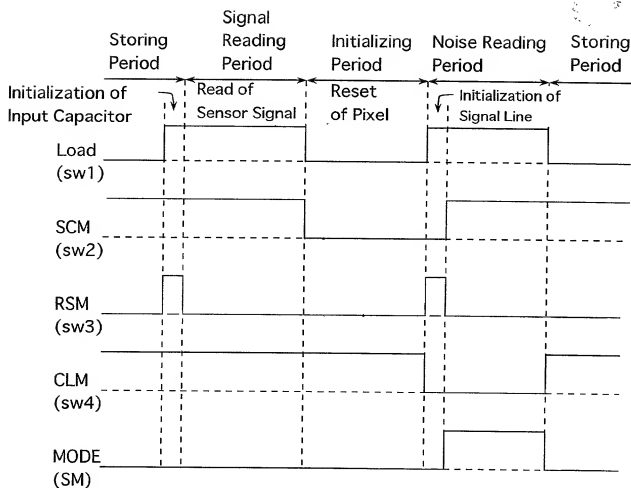 Storing Period
Signal Reading Period
Initializing Period
Noise Reading Period
Storing Period
Initialization of Input Capacitor
Read of Sensor Signal
Reset of Pixel
Initialization of Signal Line
Load (sw1)
SCM (sw2)
RSM (sw3)
CLM (sw4)
MODE (SM)